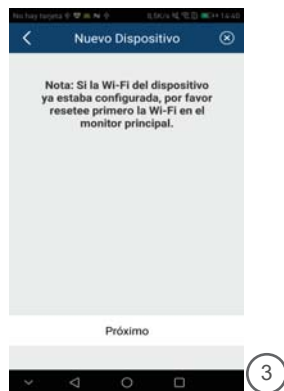 No hay tarjeta
14:40
Nuevo Dispositivo
Nota: Si la Wi-Fi del dispositivo
ya estaba configurada, por favor
resetee primero la Wi-Fi en el
monitor principal.
Próximo
3